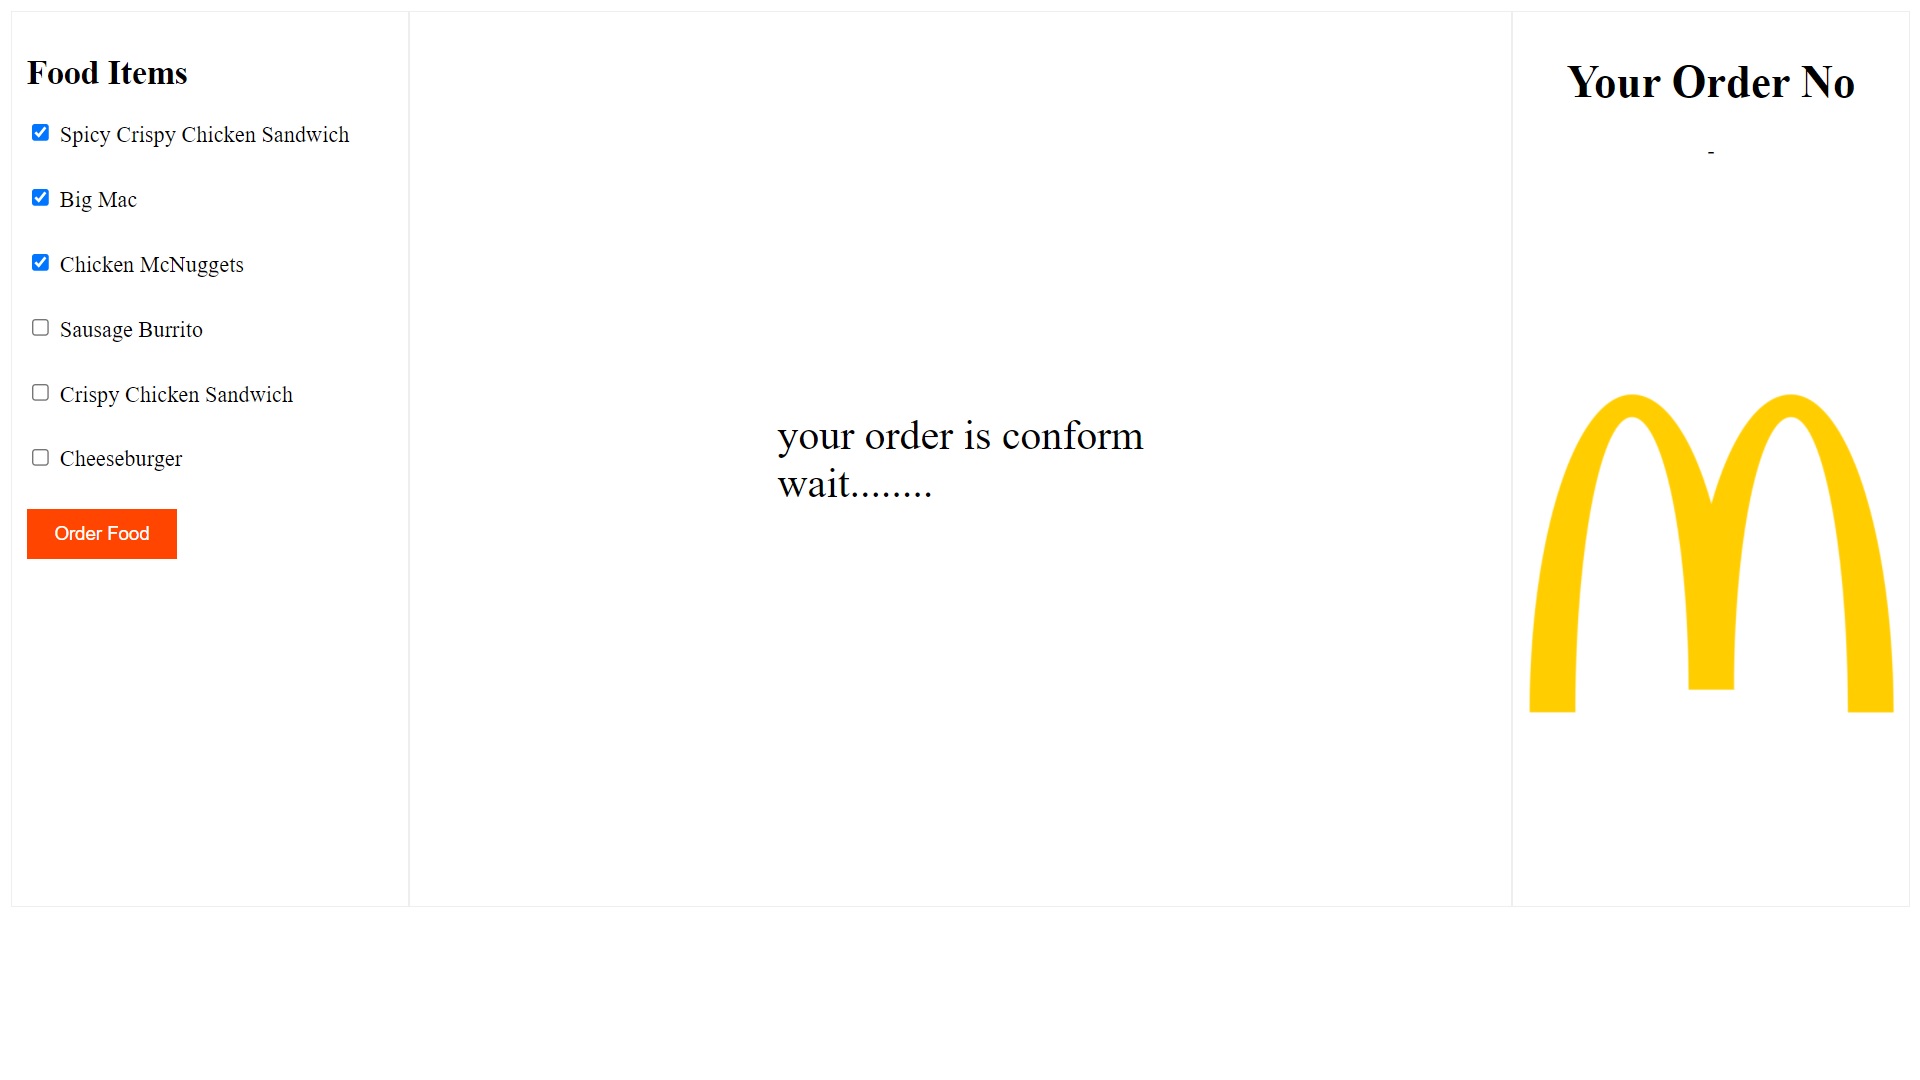 Food Items
Spicy Crispy Chicken Sandwich
Big Mac
Chicken McNuggets
Sausage Burrito
Crispy Chicken Sandwich
Cheeseburger
Order Food
your order is conform
wait........
Your Order No
-